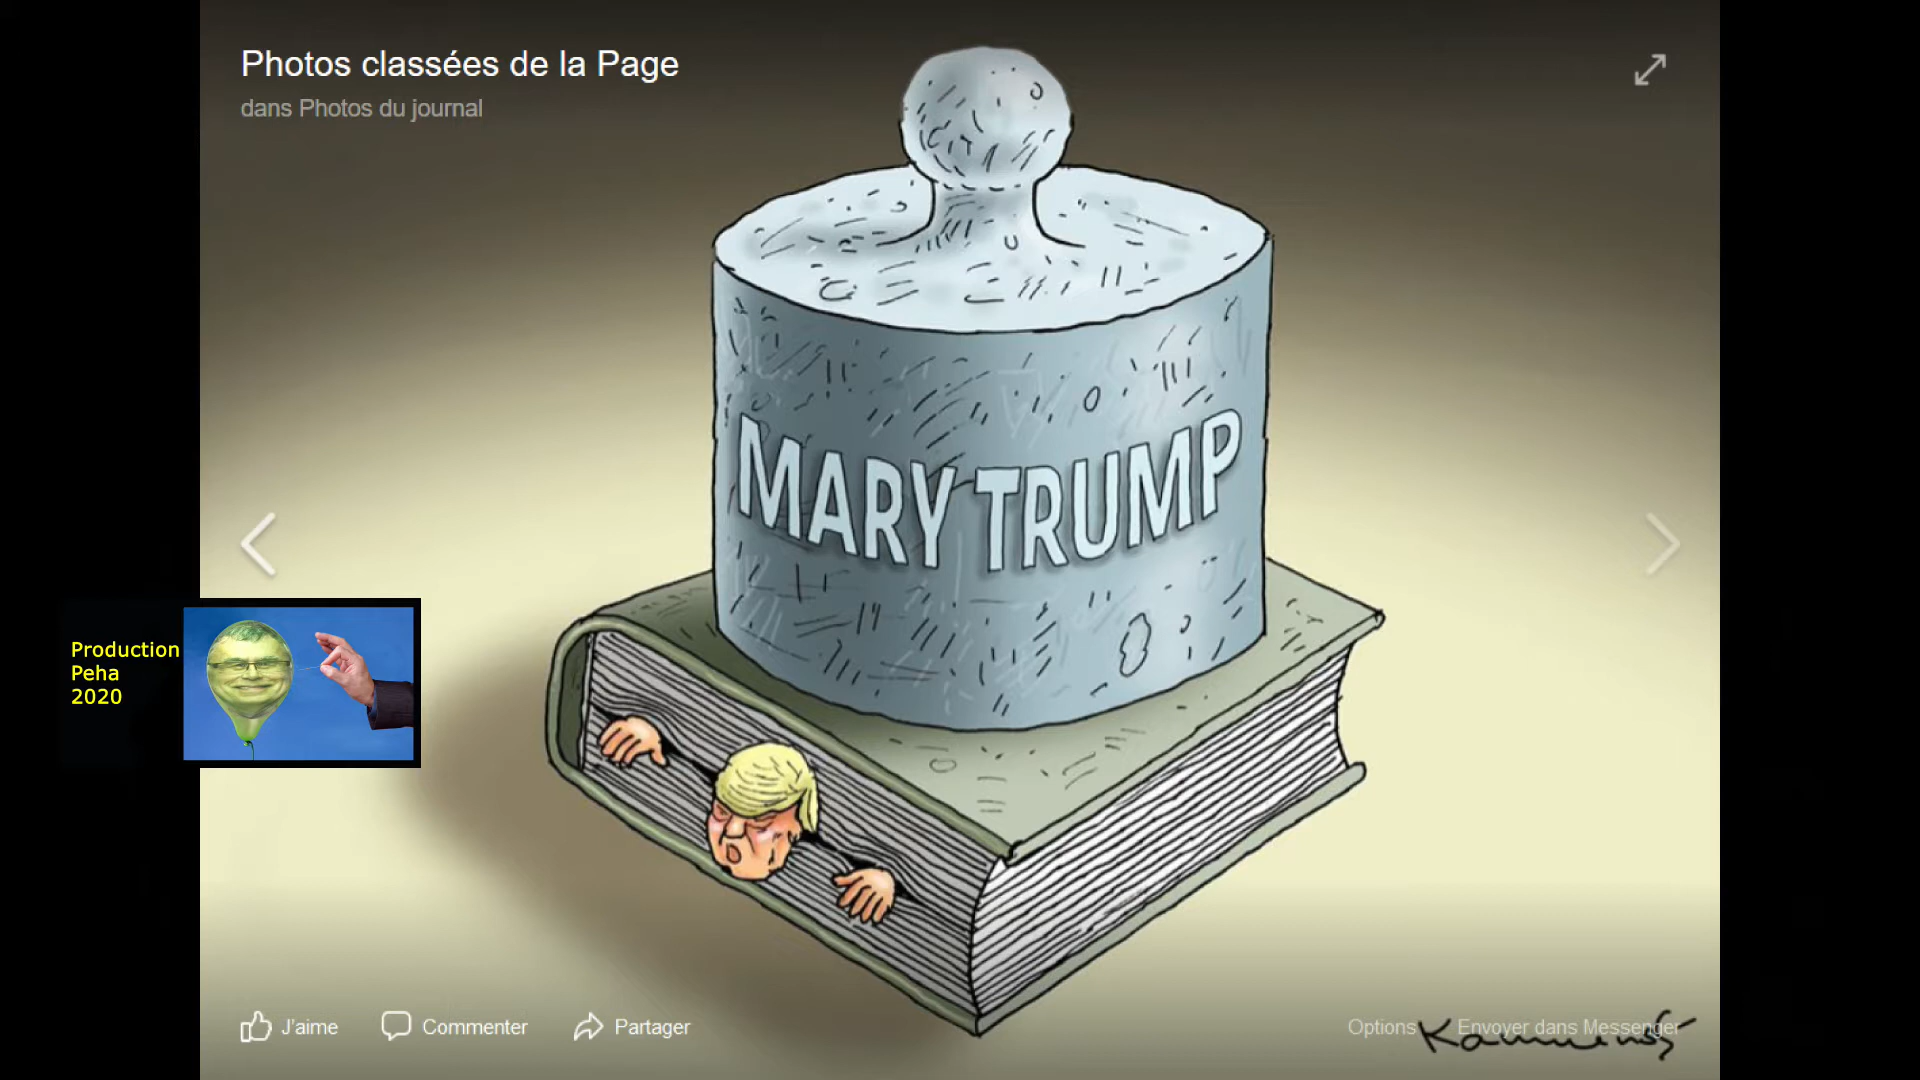 Photos classées de la Page
dans Photos du journal
MARY TRUMP
Production
Peha
2020
J'aime
Commenter
Partager
Options
Envoyer dans Messenger